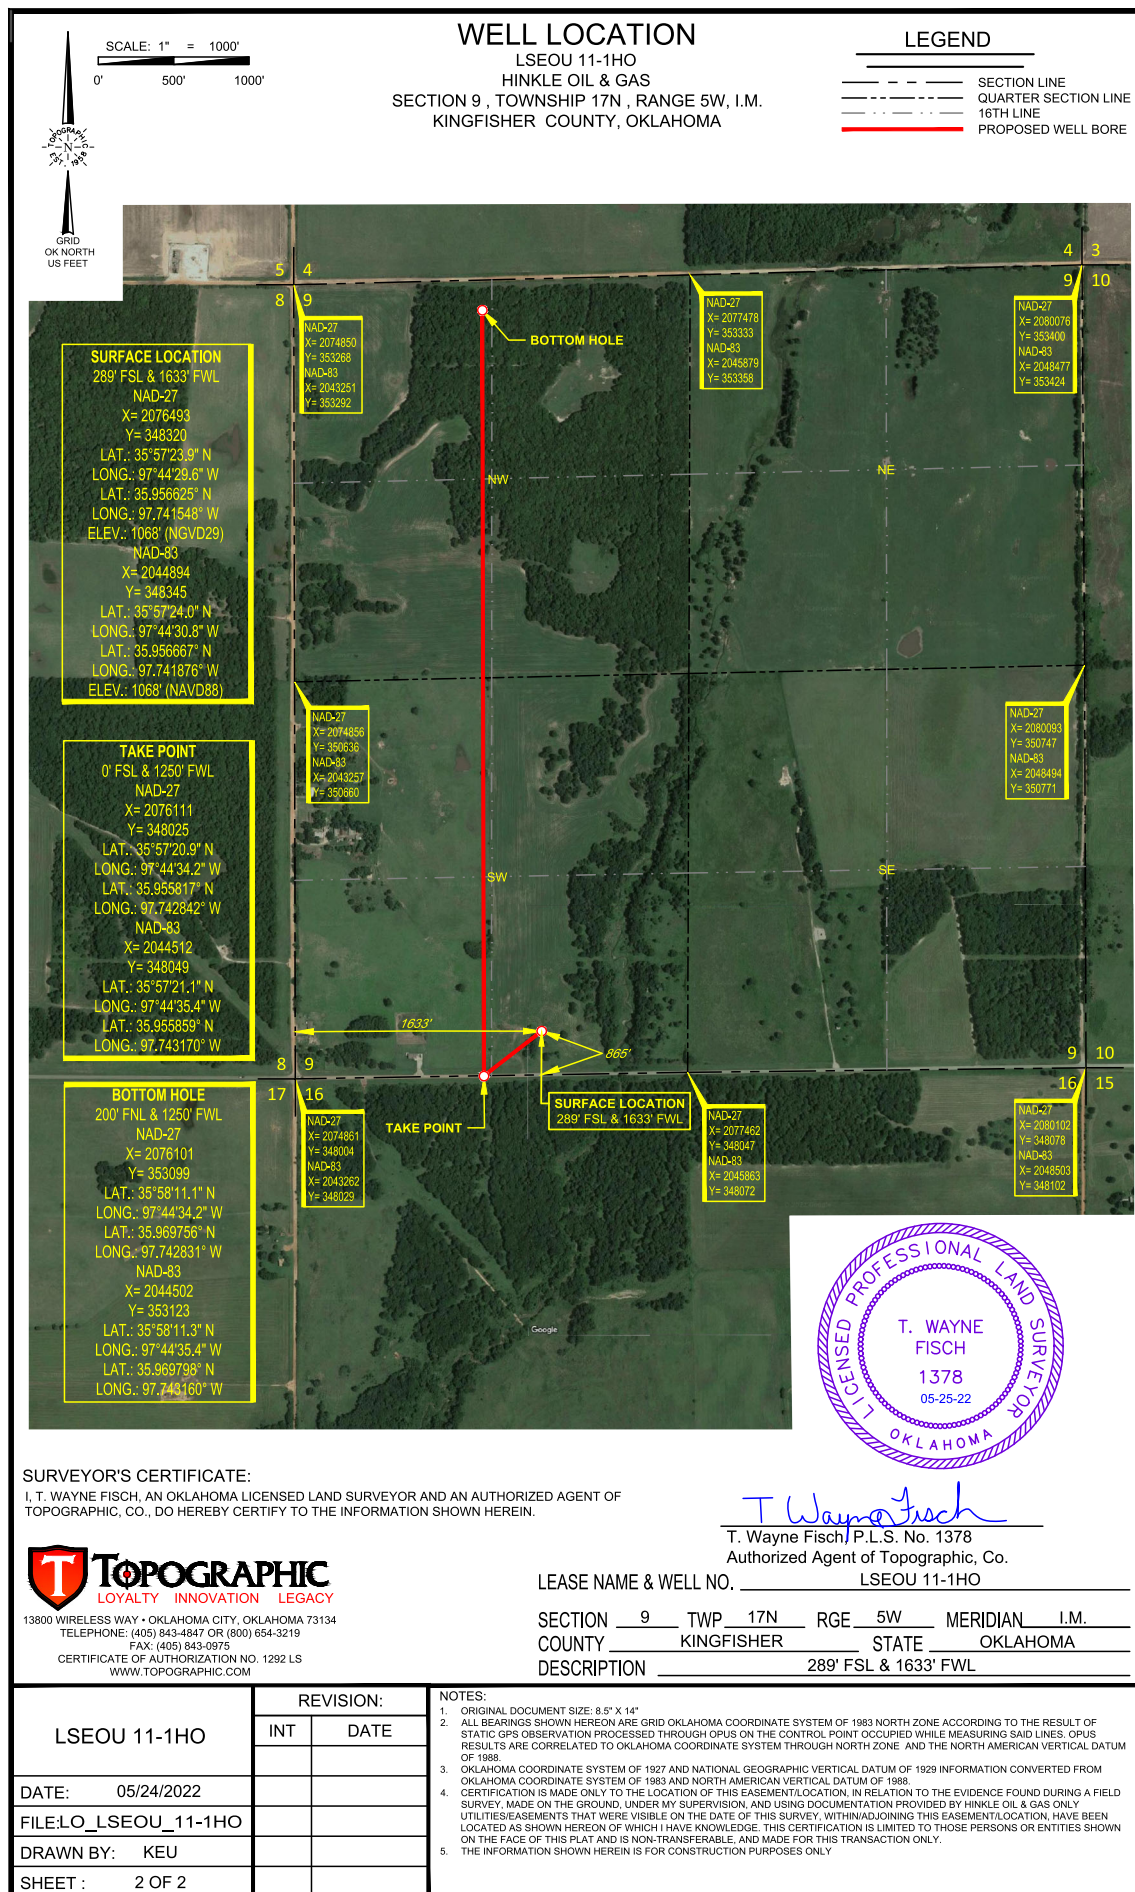 SCALE: 1" = 1000'
0' 500' 1000'
TOPOGRAPHIC
N
EST. 1958
GRID
OK NORTH
US FEET
WELL LOCATION
LSEOU 11-1HO
HINKLE OIL & GAS
SECTION 9 , TOWNSHIP 17N , RANGE 5W, I.M.
KINGFISHER COUNTY, OKLAHOMA
LEGEND
SECTION LINE
QUARTER SECTION LINE
16TH LINE
PROPOSED WELL BORE
5 4
8 9
4 3
9 10
NAD-27
X= 2074850
Y= 353268
NAD-83
X= 2043251
Y= 353292
BOTTOM HOLE
NAD-27
X= 2077478
Y= 353333
NAD-83
X= 2045879
Y= 353358
NAD-27
X= 2080076
Y= 353400
NAD-83
X= 2048477
Y= 353424
SURFACE LOCATION
289' FSL & 1633' FWL
NAD-27
X= 2076493
Y= 348320
LAT.: 35°57'23.9" N
LONG.: 97°44'29.6" W
LAT.: 35.956625° N
LONG.: 97.741548° W
ELEV.: 1068' (NGVD29)
NAD-83
X= 2044894
Y= 348345
LAT.: 35°57'24.0" N
LONG.: 97°44'30.8" W
LAT.: 35.956667° N
LONG.: 97.741876° W
ELEV.: 1068' (NAVD88)
NW
NE
NAD-27
X= 2074856
Y= 350636
NAD-83
X= 2043257
Y= 350660
NAD-27
X= 2080093
Y= 350747
NAD-83
X= 2048494
Y= 350771
TAKE POINT
0' FSL & 1250' FWL
NAD-27
X= 2076111
Y= 348025
LAT.: 35°57'20.9" N
LONG.: 97°44'34.2" W
LAT.: 35.955817° N
LONG.: 97.742842° W
NAD-83
X= 2044512
Y= 348049
LAT.: 35°57'21.1" N
LONG.: 97°44'35.4" W
LAT.: 35.955859° N
LONG.: 97.743170° W
SW
SE
1633'
865'
8 9
17 16
9 10
16 15
SURFACE LOCATION
289' FSL & 1633' FWL
TAKE POINT
NAD-27
X= 2074861
Y= 348004
NAD-83
X= 2043262
Y= 348029
NAD-27
X= 2077462
Y= 348047
NAD-83
X= 2045863
Y= 348072
NAD-27
X= 2080102
Y= 348078
NAD-83
X= 2048503
Y= 348102
BOTTOM HOLE
200' FNL & 1250' FWL
NAD-27
X= 2076101
Y= 353099
LAT.: 35°58'11.1" N
LONG.: 97°44'34.2" W
LAT.: 35.969756° N
LONG.: 97.742831° W
NAD-83
X= 2044502
Y= 353123
LAT.: 35°58'11.3" N
LONG.: 97°44'35.4" W
LAT.: 35.969798° N
LONG.: 97.743160° W
Google
LICENSED PROFESSIONAL LAND SURVEYOR
T. WAYNE
FISCH
1378
05-25-22
OKLAHOMA
SURVEYOR'S CERTIFICATE:
I, T. WAYNE FISCH, AN OKLAHOMA LICENSED LAND SURVEYOR AND AN AUTHORIZED AGENT OF
TOPOGRAPHIC, CO., DO HEREBY CERTIFY TO THE INFORMATION SHOWN HEREIN.
T Wayne Fisch
T. Wayne Fisch, P.L.S. No. 1378
Authorized Agent of Topographic, Co.
T TOPOGRAPHIC
LOYALTY INNOVATION LEGACY
13800 WIRELESS WAY • OKLAHOMA CITY, OKLAHOMA 73134
TELEPHONE: (405) 843-4847 OR (800) 654-3219
FAX: (405) 843-0975
CERTIFICATE OF AUTHORIZATION NO. 1292 LS
WWW.TOPOGRAPHIC.COM
LEASE NAME & WELL NO. LSEOU 11-1HO
SECTION 9 TWP 17N RGE 5W MERIDIAN I.M.
COUNTY KINGFISHER STATE OKLAHOMA
DESCRIPTION 289' FSL & 1633' FWL
LSEOU 11-1HO
REVISION:
INT DATE
DATE: 05/24/2022
FILE:LO_LSEOU_11-1HO
DRAWN BY: KEU
SHEET : 2 OF 2
NOTES:
1. ORIGINAL DOCUMENT SIZE: 8.5" X 14"
2. ALL BEARINGS SHOWN HEREON ARE GRID OKLAHOMA COORDINATE SYSTEM OF 1983 NORTH ZONE ACCORDING TO THE RESULT OF
STATIC GPS OBSERVATION PROCESSED THROUGH OPUS ON THE CONTROL POINT OCCUPIED WHILE MEASURING SAID LINES. OPUS
RESULTS ARE CORRELATED TO OKLAHOMA COORDINATE SYSTEM THROUGH NORTH ZONE AND THE NORTH AMERICAN VERTICAL DATUM
OF 1988.
3. OKLAHOMA COORDINATE SYSTEM OF 1927 AND NATIONAL GEOGRAPHIC VERTICAL DATUM OF 1929 INFORMATION CONVERTED FROM
OKLAHOMA COORDINATE SYSTEM OF 1983 AND NORTH AMERICAN VERTICAL DATUM OF 1988.
4. CERTIFICATION IS MADE ONLY TO THE LOCATION OF THIS EASEMENT/LOCATION, IN RELATION TO THE EVIDENCE FOUND DURING A FIELD
SURVEY, MADE ON THE GROUND, UNDER MY SUPERVISION, AND USING DOCUMENTATION PROVIDED BY HINKLE OIL & GAS ONLY
UTILITIES/EASEMENTS THAT WERE VISIBLE ON THE DATE OF THIS SURVEY, WITHIN/ADJOINING THIS EASEMENT/LOCATION, HAVE BEEN
LOCATED AS SHOWN HEREON OF WHICH I HAVE KNOWLEDGE. THIS CERTIFICATION IS LIMITED TO THOSE PERSONS OR ENTITIES SHOWN
ON THE FACE OF THIS PLAT AND IS NON-TRANSFERABLE, AND MADE FOR THIS TRANSACTION ONLY.
5. THE INFORMATION SHOWN HEREIN IS FOR CONSTRUCTION PURPOSES ONLY